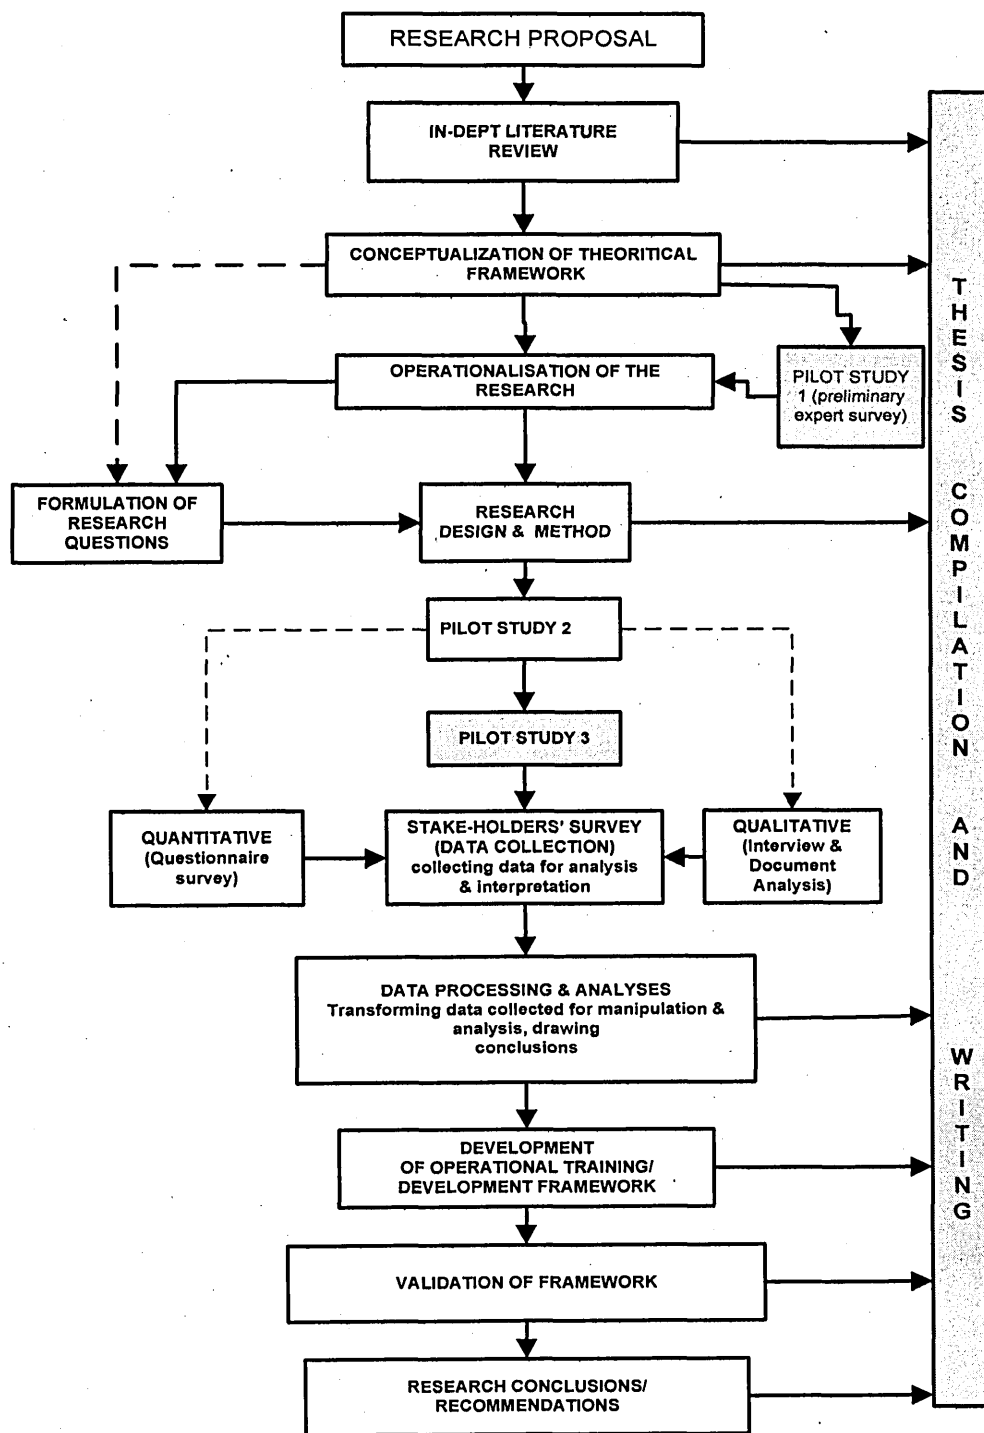 RESEARCH PROPOSAL
IN-DEPT LITERATURE
REVIEW
CONCEPTUALIZATION OF THEORITICAL
FRAMEWORK
OPERATIONALISATION OF THE
RESEARCH
PILOT STUDY
1 (preliminary
expert survey)
FORMULATION OF
RESEARCH
QUESTIONS
RESEARCH
DESIGN & METHOD
PILOT STUDY 2
PILOT STUDY 3
QUANTITATIVE
(Questionnaire
survey)
STAKE-HOLDERS' SURVEY
(DATA COLLECTION)
collecting data for analysis
& interpretation
QUALITATIVE
(Interview &
Document
Analysis)
DATA PROCESSING & ANALYSES
Transforming data collected for manipulation &
analysis, drawing
conclusions
DEVELOPMENT
OF OPERATIONAL TRAINING/
DEVELOPMENT FRAMEWORK
VALIDATION OF FRAMEWORK
RESEARCH CONCLUSIONS/
RECOMMENDATIONS
THESIS COMPILATION AND WRITING